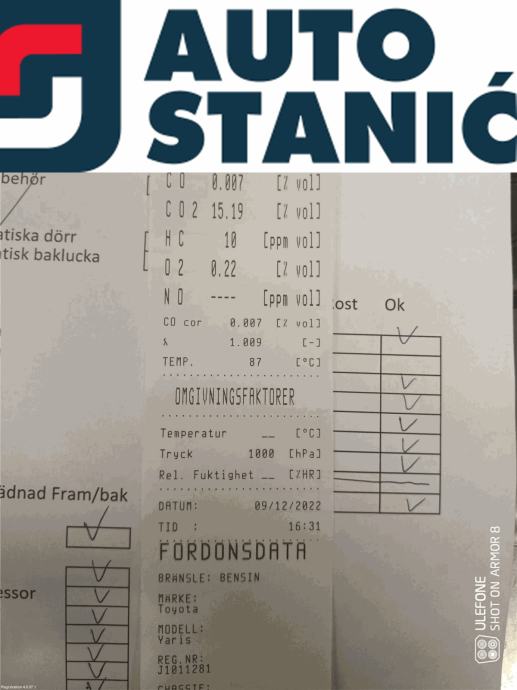 AUTO
STANIĆ
behör
atiska dörr
tisk baklucka
CO 0.007 [% vol]
CO2 15.19 [% vol]
HC 10 [ppm vol]
O2 0.22 [% vol]
NO ---- [ppm vol]
CO cor 0.007 [% vol]
λ 1.009 [-]
TEMP. 87 [°C]
OMGIVNINGSFAKTORER
Temperatur __ [°C]
Tryck 1000 [hPa]
Rel. Fuktighet __ [%HR]
DATUM: 09/12/2022
TID : 16:31
FORDONSDATA
BRÄNSLE: BENSIN
MÄRKE:
Toyota
MODELL:
Yaris
REG.NR:
J1011281
CHASSIE:
ost Ok
ädnad Fram/bak
essor
ULEFONE
SHOT ON ARMOR 8